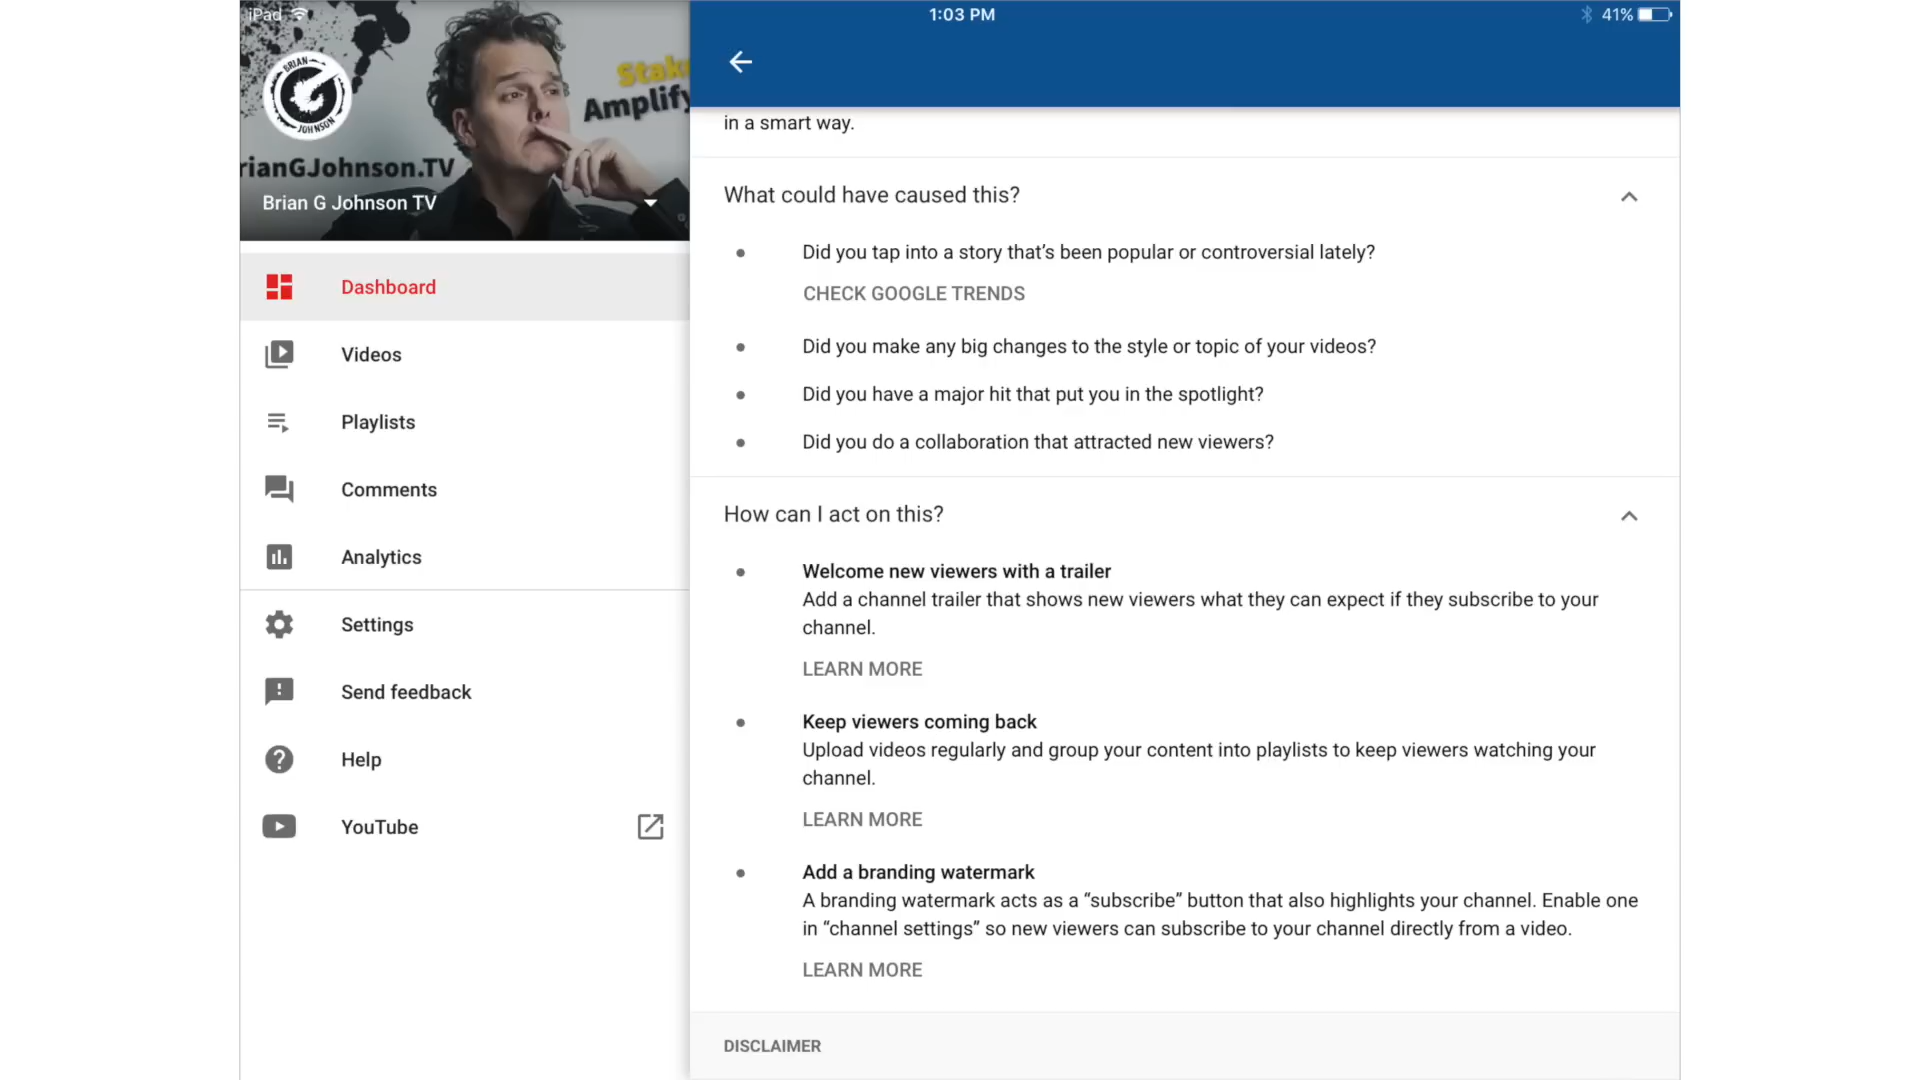 iPad
1:03 PM
41%
BRIAN
JOHNSON
Stak
Amplify
rianGJohnson.TV
Brian G Johnson TV
Dashboard
Videos
Playlists
Comments
Analytics
Settings
Send feedback
Help
YouTube
in a smart way.
What could have caused this?
Did you tap into a story that’s been popular or controversial lately?
CHECK GOOGLE TRENDS
Did you make any big changes to the style or topic of your videos?
Did you have a major hit that put you in the spotlight?
Did you do a collaboration that attracted new viewers?
How can I act on this?
Welcome new viewers with a trailer
Add a channel trailer that shows new viewers what they can expect if they subscribe to your
channel.
LEARN MORE
Keep viewers coming back
Upload videos regularly and group your content into playlists to keep viewers watching your
channel.
LEARN MORE
Add a branding watermark
A branding watermark acts as a “subscribe” button that also highlights your channel. Enable one
in “channel settings” so new viewers can subscribe to your channel directly from a video.
LEARN MORE
DISCLAIMER